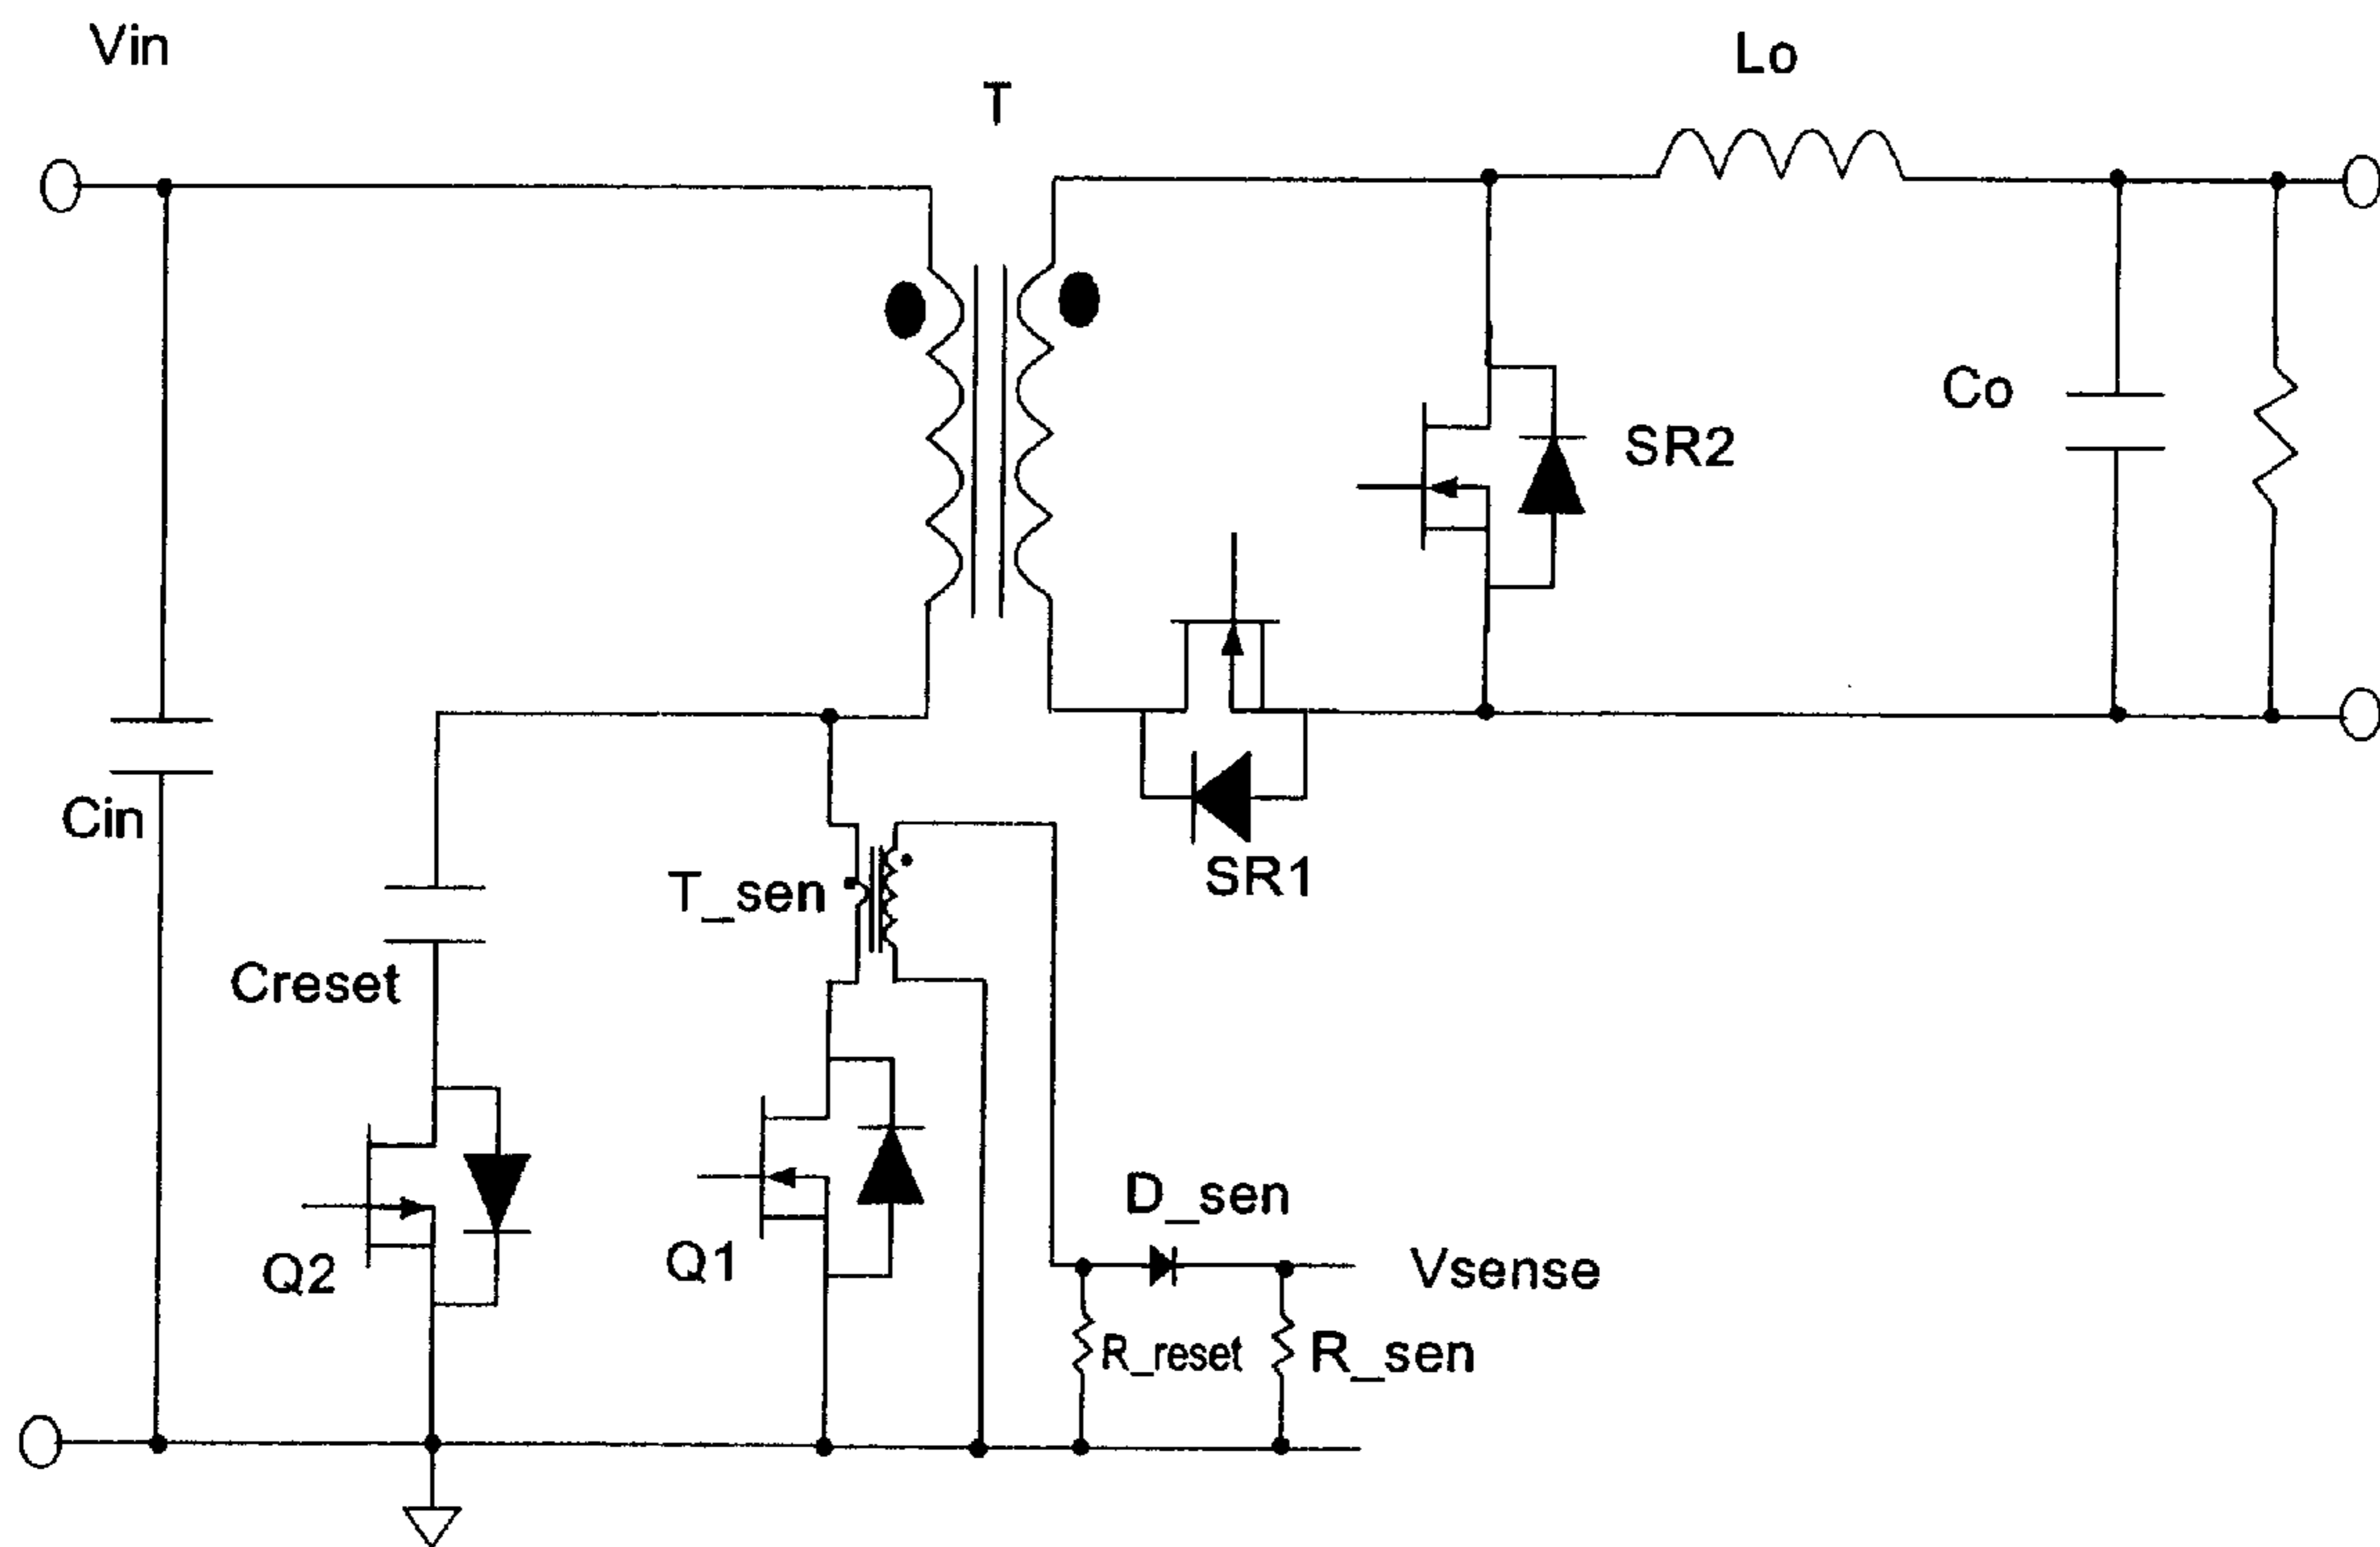 Vin
T
Lo
Co
SR2
Cin
T_sen
SR1
Creset
D_sen
Q2
Q1
Vsense
R_reset
R_sen